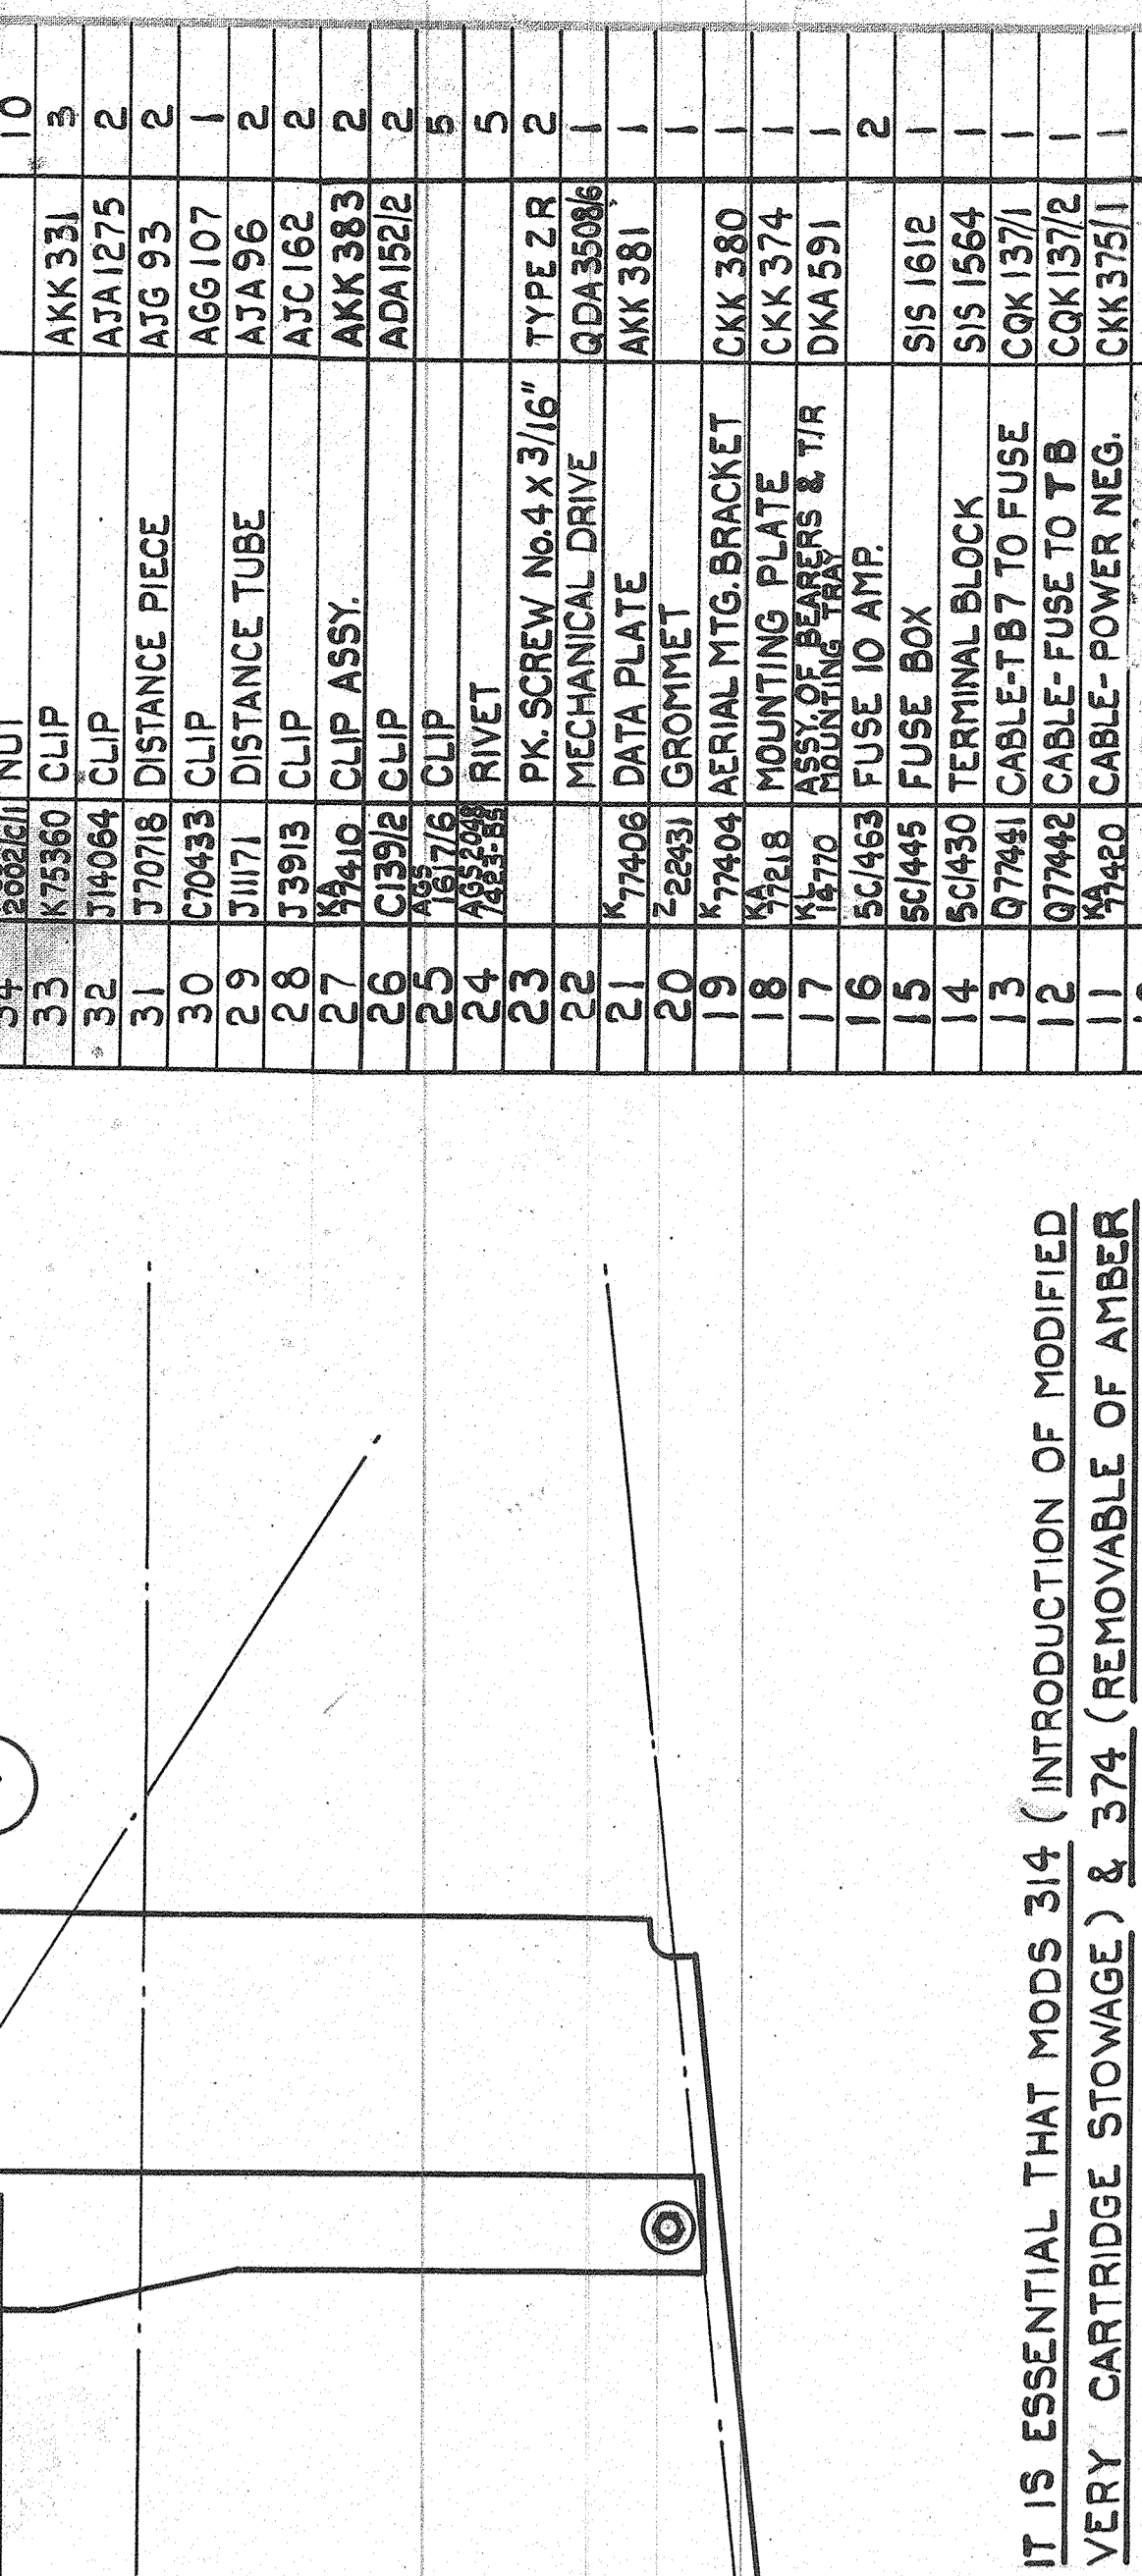 NUT 10
33 K75360 CLIP AKK 331 3
32 J14064 CLIP AJA1275 2
31 J70718 DISTANCE PIECE AJG 93 2
30 C70433 CLIP AGG 107 1
29 J11171 DISTANCE TUBE AJA 96 2
28 J3913 CLIP AJC 162 2
27 KA 77410 CLIP ASSY. AKK 383 2
26 C1139/2 CLIP ADA 152/2 2
25 AGS 1617/6 CLIP 5
24 AGS 2048 /423-BS RIVET 5
23 PK. SCREW No.4 x 3/16" TYPE Z R 2
22 MECHANICAL DRIVE QDA 3508/6 1
21 K 77406 DATA PLATE AKK 381 1
20 Z 22431 GROMMET 1
19 K 77404 AERIAL MTG. BRACKET CKK 380 1
18 KA 77218 MOUNTING PLATE CKK 374 1
17 KL 14770 ASSY. OF BEARERS & T/R MOUNTING TRAY DKA 591 1
16 5C/463 FUSE 10 AMP. 2
15 5C/445 FUSE BOX SIS 1612 1
14 5C/430 TERMINAL BLOCK SIS 1564 1
13 Q77441 CABLE-TB7 TO FUSE CQK 137/1 1
12 Q77442 CABLE-FUSE TO TB CQK 137/2 1
11 KA 77420 CABLE-POWER NEG. CKK 375/1 1
IT IS ESSENTIAL THAT MODS 314 (INTRODUCTION OF MODIFIED
VERY CARTRIDGE STOWAGE) & 374 (REMOVABLE OF AMBER